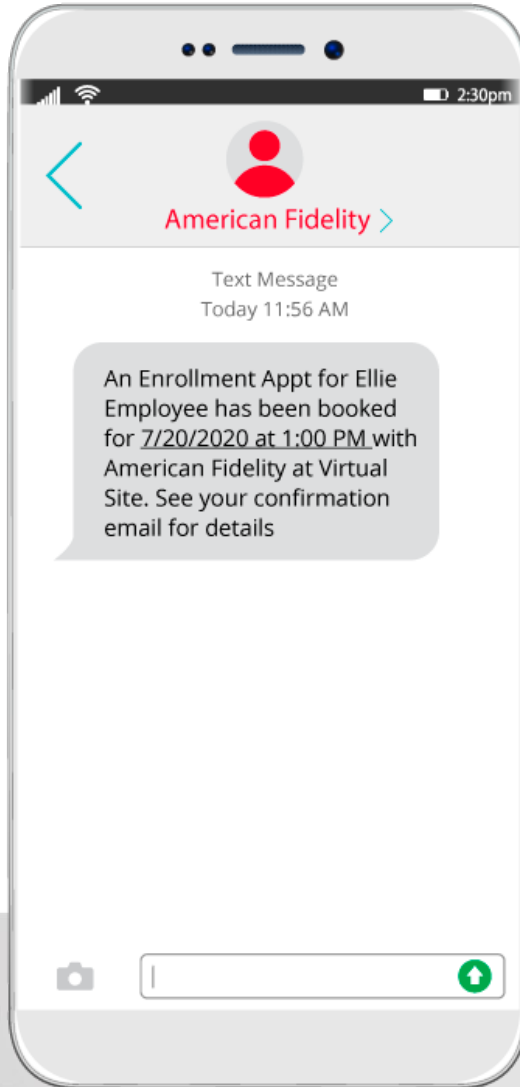 2:30pm
American Fidelity
Text Message
Today 11:56 AM
An Enrollment Appt for Ellie
Employee has been booked
for 7/20/2020 at 1:00 PM with
American Fidelity at Virtual
Site. See your confirmation
email for details